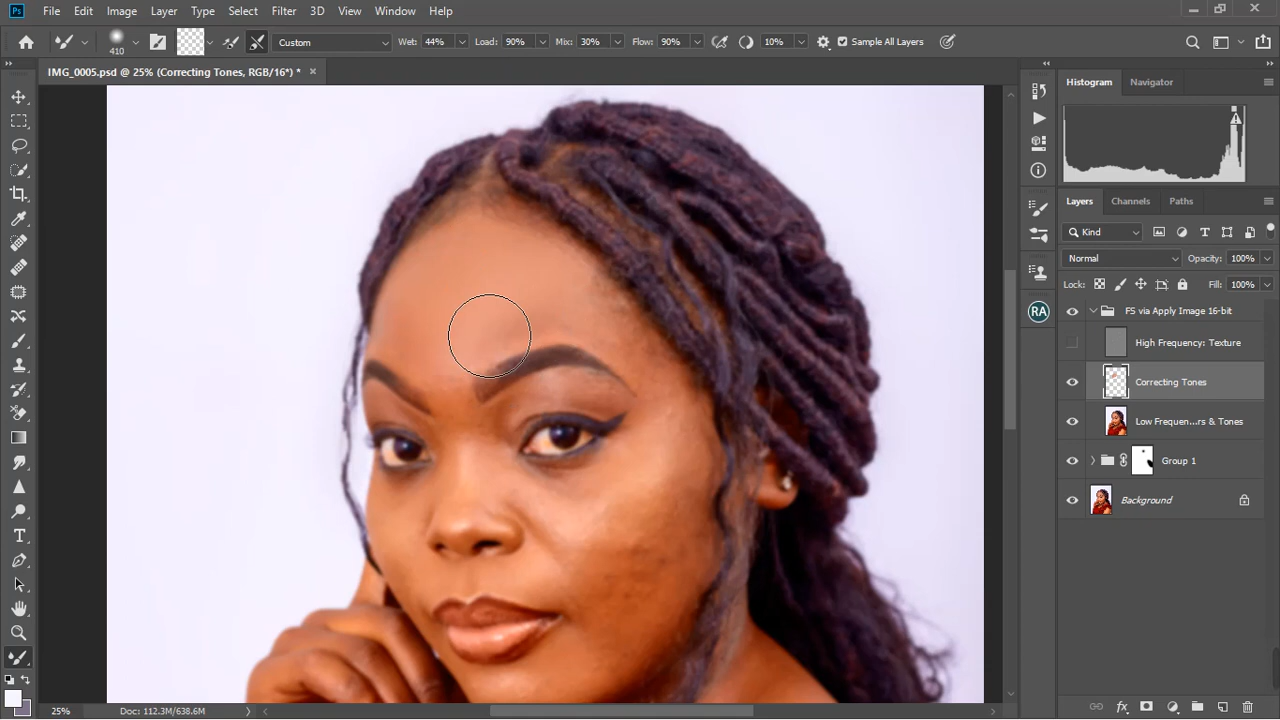 Ps File Edit Image Layer Type Select Filter 3D View Window Help
410 Custom Wet: 44% Load: 90% Mix: 30% Flow: 90% 10% Sample All Layers
IMG_0005.psd @ 25% (Correcting Tones, RGB/16*) *
Histogram Navigator
Layers Channels Paths
Kind
Normal Opacity: 100%
Lock: Fill: 100%
RA
FS via Apply Image 16-bit
High Frequency: Texture
Correcting Tones
Low Frequen...rs & Tones
Group 1
Background
25% Doc: 112.3M/638.6M